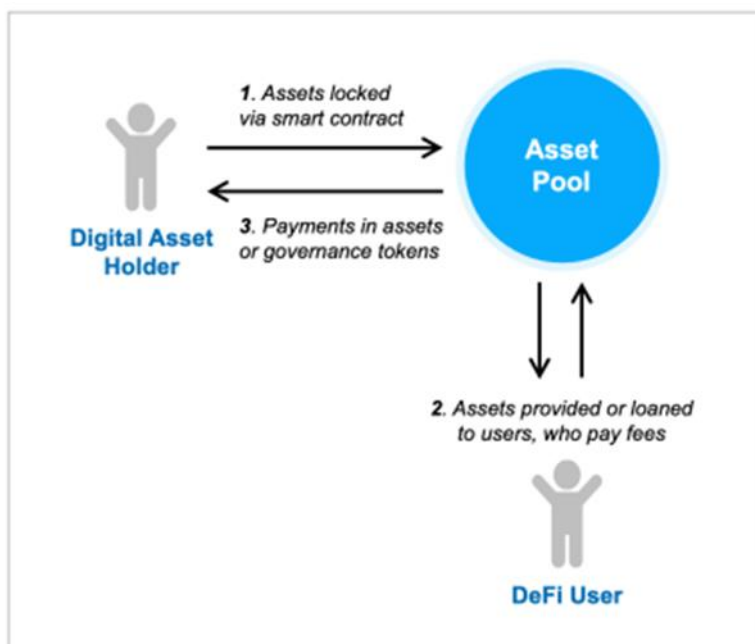 1. Assets locked
via smart contract
Asset
Pool
3. Payments in assets
or governance tokens
Digital Asset
Holder
2. Assets provided or loaned
to users, who pay fees
DeFi User